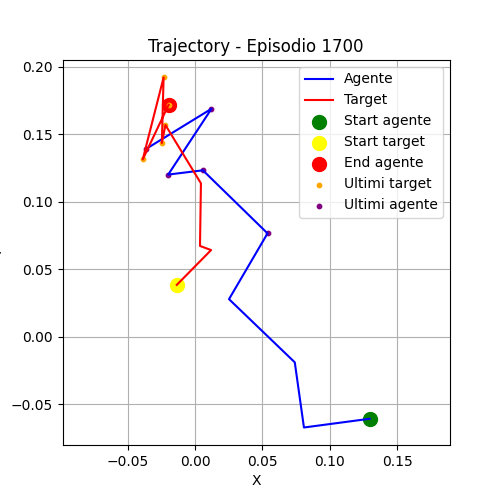 Trajectory - Episodio 1700
0.20
0.15
0.10
0.05
0.00
−0.05
−0.05
0.00
0.05
0.10
0.15
X
Agente
Target
Start agente
Start target
End agente
Ultimi target
Ultimi agente